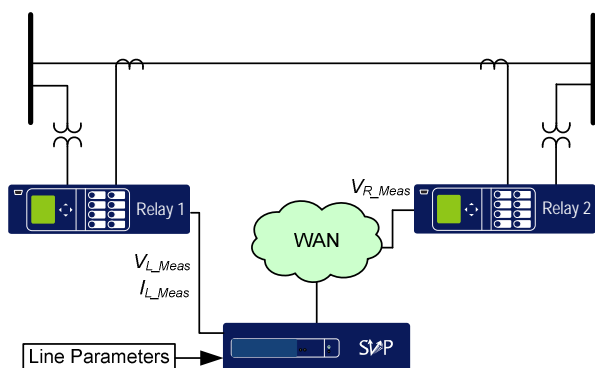 V_R_Meas
Relay 1
Relay 2
WAN
V_L_Meas
I_L_Meas
SVP
Line Parameters